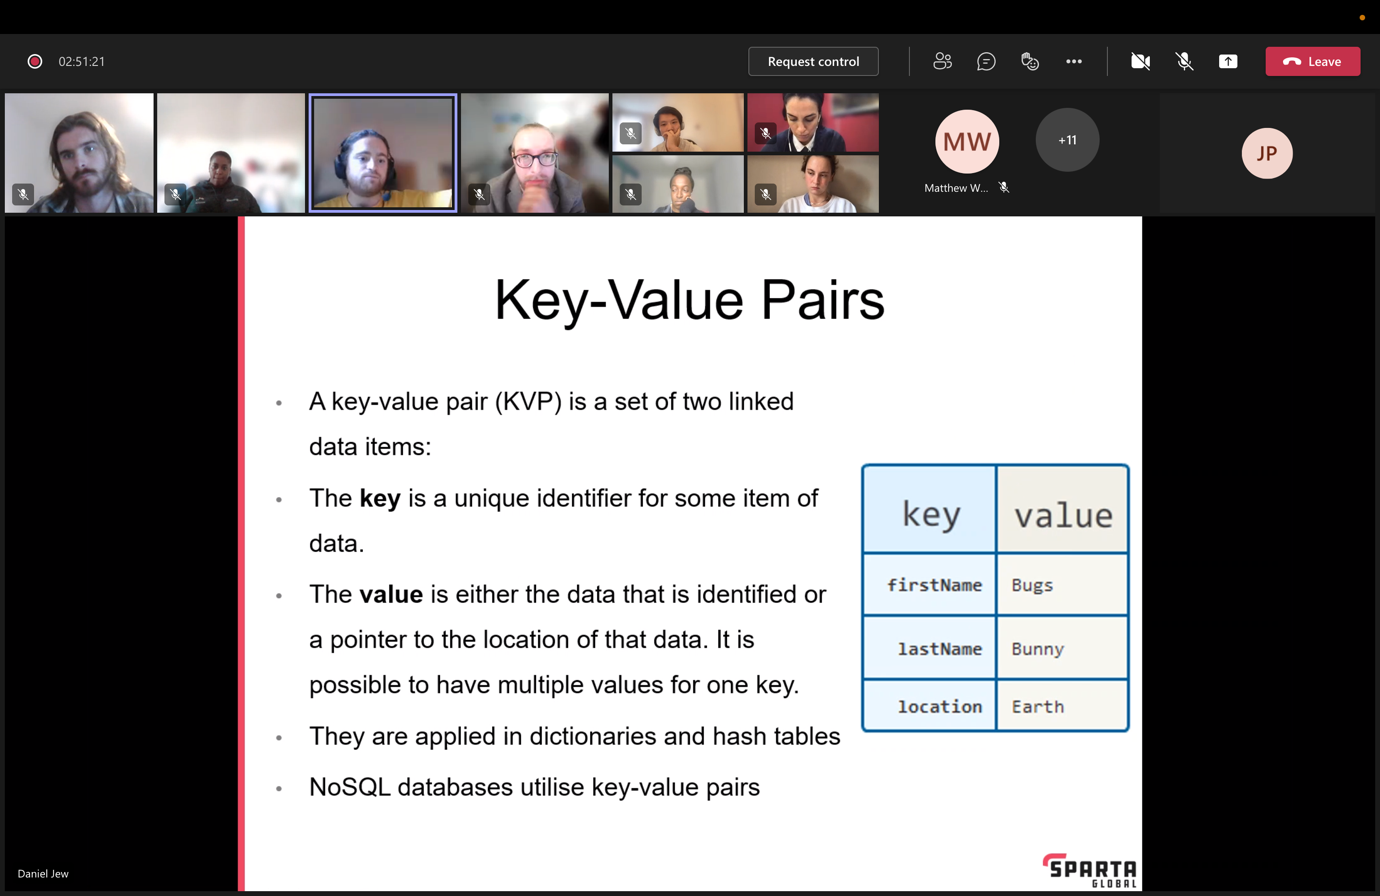 02:51:21
Request control
Leave
MW
+11
JP
Matthew W...
Key-Value Pairs
A key-value pair (KVP) is a set of two linked
data items:
The key is a unique identifier for some item of
data.
The value is either the data that is identified or
a pointer to the location of that data. It is
possible to have multiple values for one key.
They are applied in dictionaries and hash tables
NoSQL databases utilise key-value pairs
key value
firstName Bugs
lastName Bunny
location Earth
Daniel Jew
SPARTA
GLOBAL